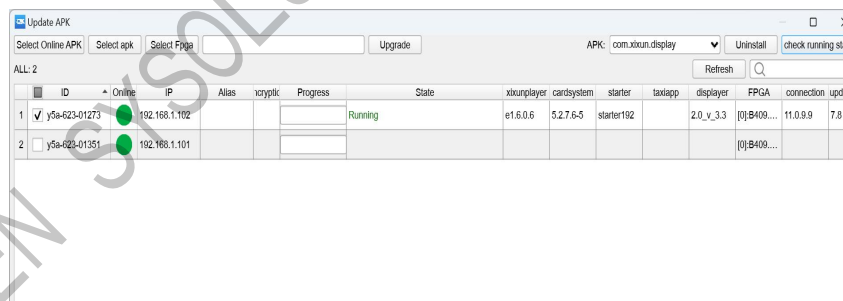 Update APK
Select Online APK Select apk Select Fpga Upgrade APK: com.xixun.display Uninstall check running sta
ALL: 2 Refresh
ID Online IP Alias ncryptic Progress State xixunplayer cardsystem starter taxiapp displayer FPGA connection upd
1 y5a-623-01273 192.168.1.102 Running e1.6.0.6 5.2.7.6-5 starter192 2.0_v_3.3 [0]:B409.... 11.0.9.9 7.8
2 y5a-623-01351 192.168.1.101 [0]:B409....
EN SYSOL